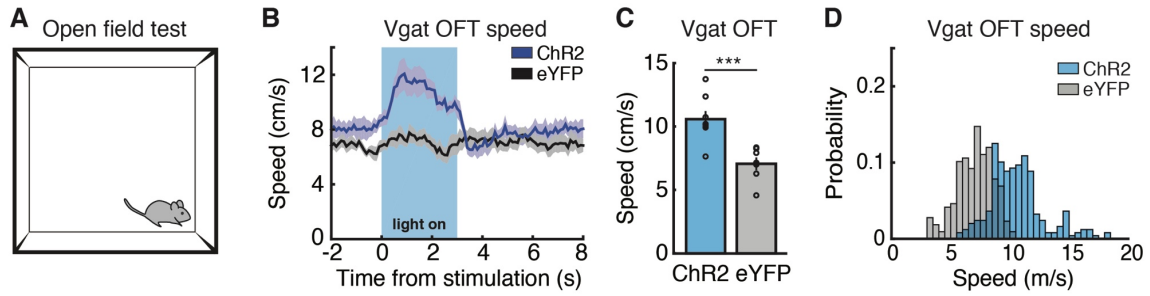 A
Open field test
B
Vgat OFT speed
ChR2
eYFP
Speed (cm/s)
12
8
4
0
light on
-2 0 2 4 6 8
Time from stimulation (s)
C
Vgat OFT
***
Speed (cm/s)
15
10
5
0
ChR2 eYFP
D
Vgat OFT speed
ChR2
eYFP
Probability
0.2
0.1
0
0 5 10 15 20
Speed (m/s)